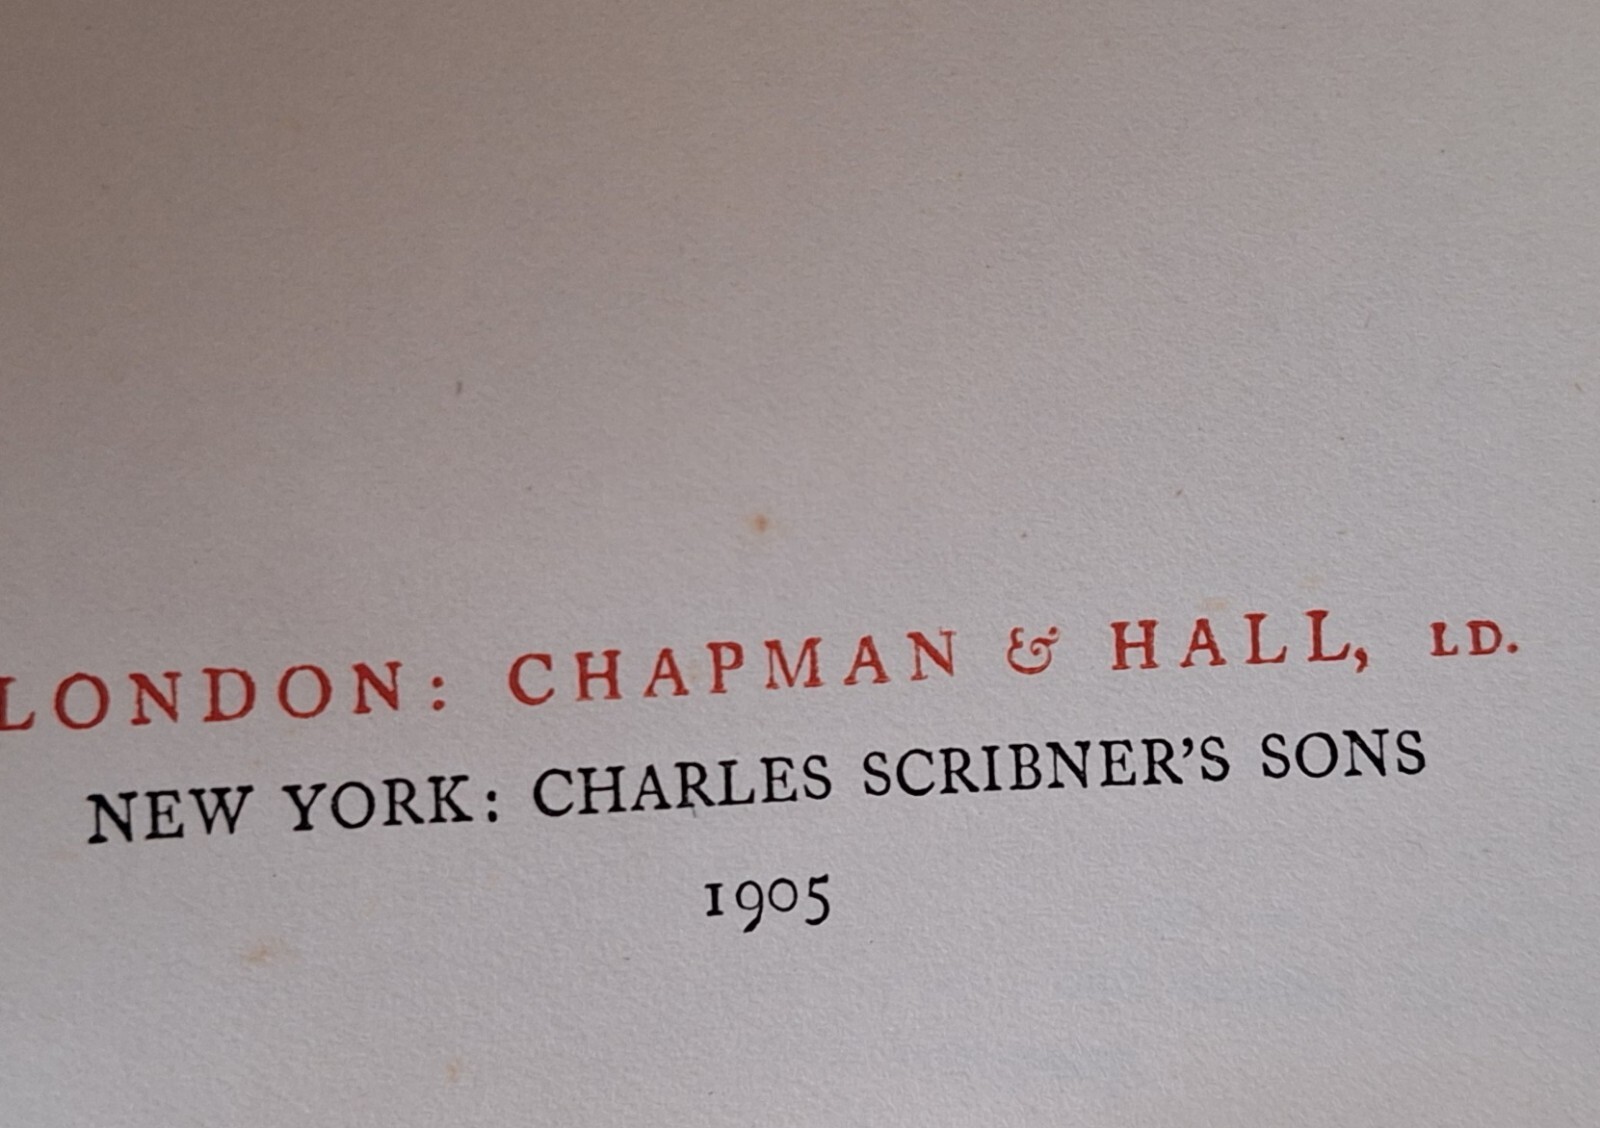 LONDON: CHAPMAN & HALL, LD.
NEW YORK: CHARLES SCRIBNER'S SONS
1905